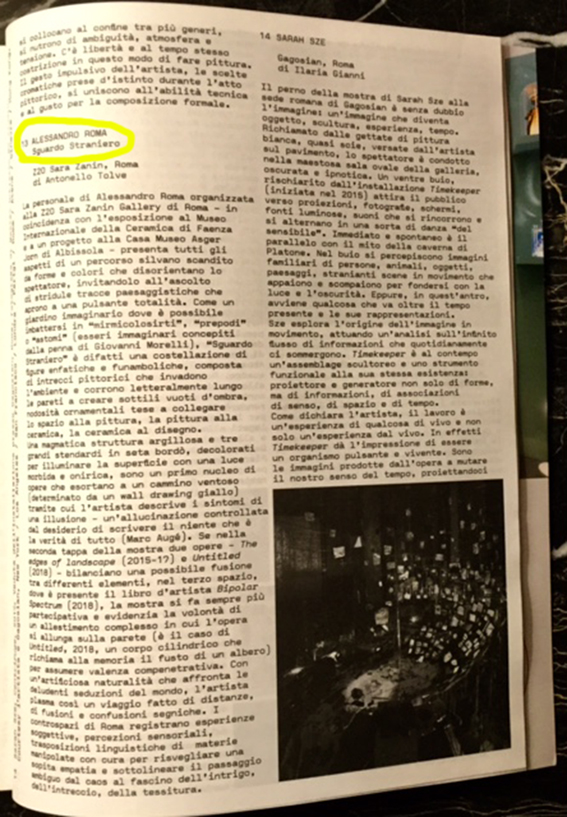 si collocano al confine tra più generi,
si nutrono di ambiguità, atmosfera e
tensione. C'è libertà e al tempo stesso
costrizione in questo modo di fare pittura.
Il gesto impulsivo dell'artista, le scelte
cromatiche prese d'istinto durante l'atto
pittorico, si uniscono all'abilità tecnica
e al gusto per la composizione formale.
13 ALESSANDRO ROMA
Sguardo Straniero
Z2O Sara Zanin, Roma
di Antonello Tolve
La personale di Alessandro Roma organizzata
alla Z2O Sara Zanin Gallery di Roma – in
coincidenza con l'esposizione al Museo
Internazionale della Ceramica di Faenza
e a un progetto alla Casa Museo Asger
Jorn di Albissola – presenta tutti gli
aspetti di un percorso silvano scandito
da forme e colori che disorientano lo
spettatore, invitandolo all'ascolto
di stridule tracce paesaggistiche che
aprono a una pulsante totalità. Come un
giardino immaginario dove è possibile
imbattersi in "mirmicolosirti", "prepodi"
o "astomi" (esseri immaginari concepiti
dalla penna di Giovanni Morelli), "Sguardo
Straniero" è difatti una costellazione di
figure enfatiche e funamboliche, composta
di intrecci pittorici che invadono
l'ambiente e corrono letteralmente lungo
le pareti a creare sottili vuoti d'ombra,
nodosità ornamentali tese a collegare
lo spazio alla pittura, la pittura alla
ceramica, la ceramica al disegno.
Una magmatica struttura argillosa e tre
grandi stendardi in seta bordò, decolorati
per illuminare la superficie con una luce
morbida e onirica, sono un primo nucleo di
opere che esortano a un cammino ventoso
(determinato da un wall drawing giallo)
tramite cui l'artista descrive i sintomi di
una illusione – un'allucinazione controllata
dal desiderio di scrivere il niente che è
la verità di tutto (Marc Augé). Se nella
seconda tappa della mostra due opere – The
edges of landscape (2015-17) e Untitled
(2018) – bilanciano una possibile fusione
tra differenti elementi, nel terzo spazio,
dove è presente il libro d'artista Bipolar
Spectrum (2018), la mostra si fa sempre più
partecipativa e evidenzia la volontà di
un allestimento complesso in cui l'opera
si allunga sulla parete (è il caso di
Untitled, 2018, un corpo cilindrico che
richiama alla memoria il fusto di un albero)
per assumere valenza compenetrativa. Con
un'artificiosa naturalità che affronta le
deludenti seduzioni del mondo, l'artista
plasma così un viaggio fatto di distanze,
di fusioni e confusioni segniche. I
controspazi di Roma registrano esperienze
soggettive, percezioni sensoriali,
trasposizioni linguistiche di materie
manipolate con cura per risvegliare una
sopita empatia e sottolineare il passaggio
ambiguo dal caos al fascino dell'intrigo,
dell'intreccio, della tessitura.
14 SARAH SZE
Gagosian, Roma
di Ilaria Gianni
Il perno della mostra di Sarah Sze alla
sede romana di Gagosian è senza dubbio
l'immagine: un'immagine che diventa
oggetto, scultura, esperienza, tempo.
Richiamato dalle gettate di pittura
bianca, quasi scie, versate dall'artista
sul pavimento, lo spettatore è condotto
nella maestosa sala ovale della galleria,
oscurata e ipnotica. Un ventre buio,
rischiarito dall'installazione Timekeeper
(iniziata nel 2015) attira il pubblico
verso proiezioni, fotografie, schermi,
fonti luminose, suoni che si rincorrono e
si alternano in una sorta di danza "del
sensibile". Immediato e spontaneo è il
parallelo con il mito della caverna di
Platone. Nel buio si percepiscono immagini
familiari di persone, animali, oggetti,
paesaggi, stranianti scene in movimento che
appaiono e scompaiono per fondersi con la
luce e l'oscurità. Eppure, in quest'antro,
avviene qualcosa che va oltre il tempo
presente e le sue rappresentazioni.
Sze esplora l'origine dell'immagine in
movimento, attuando un'analisi sull'infinito
flusso di informazioni che quotidianamente
ci sommergono. Timekeeper è al contempo
un'assemblage scultoreo e uno strumento
funzionale alla sua stessa esistenza:
proiettore e generatore non solo di forme,
ma di informazioni, di associazioni
di senso, di spazio e di tempo.
Come dichiara l'artista, il lavoro è
un'esperienza di qualcosa di vivo e non
solo un'esperienza dal vivo. In effetti
Timekeeper dà l'impressione di essere
un organismo pulsante e vivente. Sono
le immagini prodotte dall'opera a mutare
il nostro senso del tempo, proiettandoci